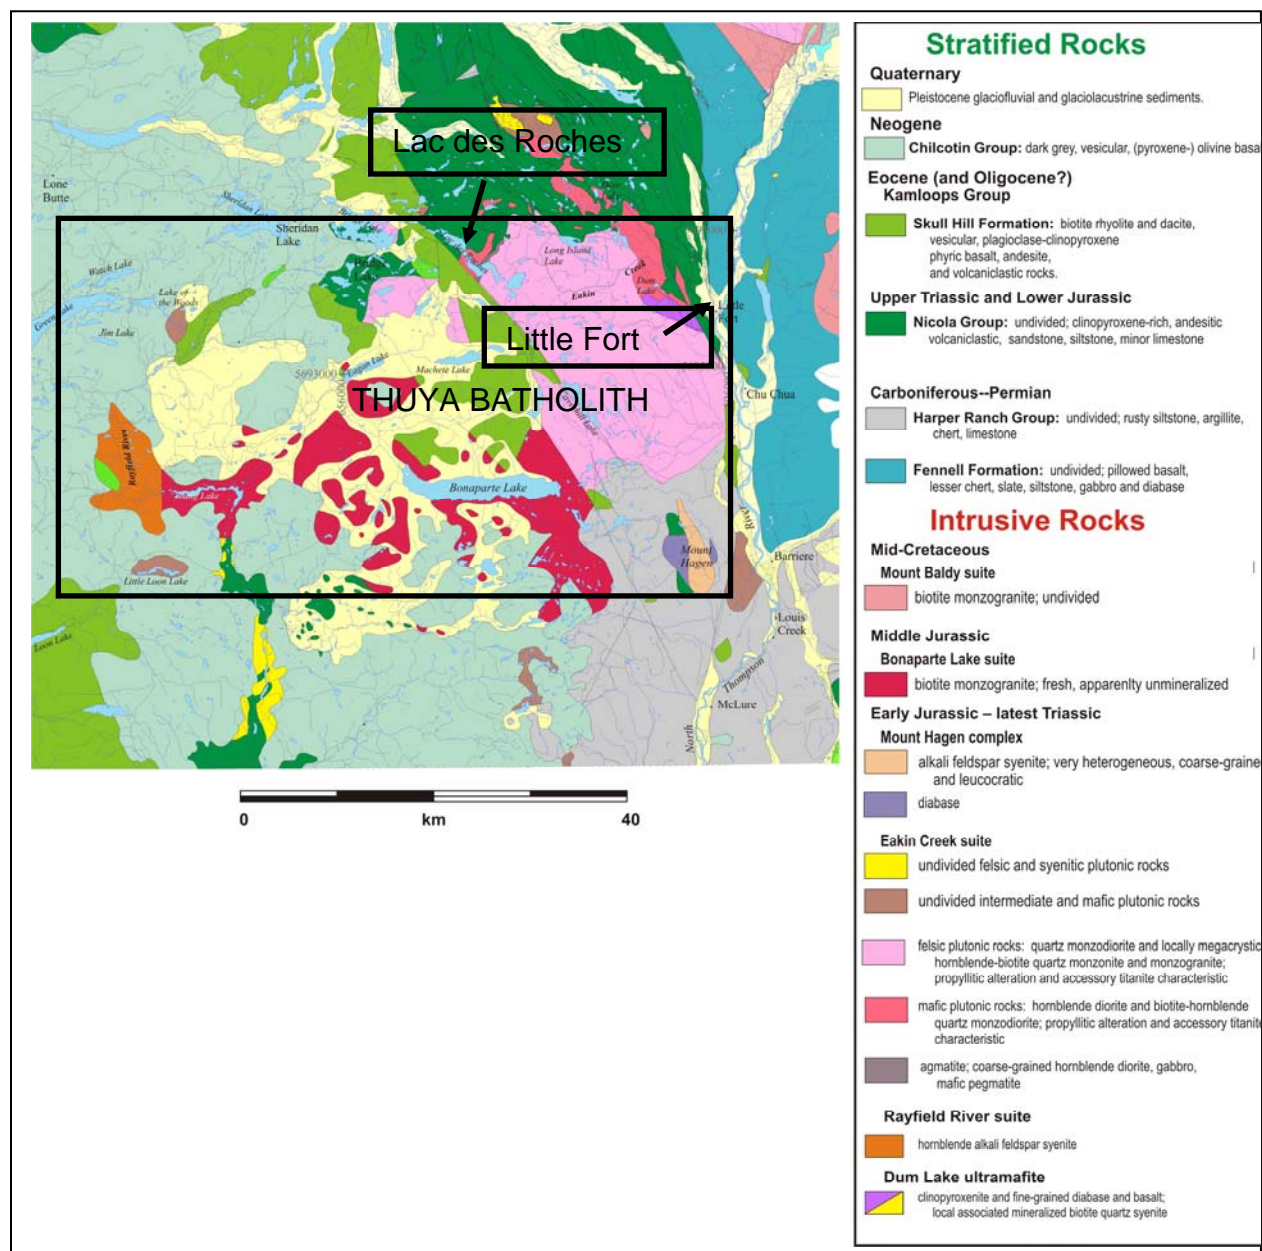 Lac des Roches
Lone
Butte
Sheridan Lake
Sheridan
Lake
Long Island
Lake
Watch Lake
Lake of
the Woods
Creek
Dum
Lake
Eakin
Green Lake
Jim Lake
Little
Fort
Little Fort
5693000
Machete Lake
THUYA BATHOLITH
Chu Chua
Rayfield River
Bonaparte Lake
River
Mount
Hagen
Barriere
Little Loon Lake
Louis
Creek
Loon Lake
Thompson
McLure
North
0
km
40
Stratified Rocks
Quaternary
Pleistocene glaciofluvial and glaciolacustrine sediments.
Neogene
Chilcotin Group: dark grey, vesicular, (pyroxene-) olivine basa
Eocene (and Oligocene?)
Kamloops Group
Skull Hill Formation: biotite rhyolite and dacite,
vesicular, plagioclase-clinopyroxene
phyric basalt, andesite,
and volcaniclastic rocks.
Upper Triassic and Lower Jurassic
Nicola Group: undivided; clinopyroxene-rich, andesitic
volcaniclastic, sandstone, siltstone, minor limestone
Carboniferous--Permian
Harper Ranch Group: undivided; rusty siltstone, argillite,
chert, limestone
Fennell Formation: undivided; pillowed basalt,
lesser chert, slate, siltstone, gabbro and diabase
Intrusive Rocks
Mid-Cretaceous
Mount Baldy suite
biotite monzogranite; undivided
Middle Jurassic
Bonaparte Lake suite
biotite monzogranite; fresh, apparenlty unmineralized
Early Jurassic – latest Triassic
Mount Hagen complex
alkali feldspar syenite; very heterogeneous, coarse-graine
and leucocratic
diabase
Eakin Creek suite
undivided felsic and syenitic plutonic rocks
undivided intermediate and mafic plutonic rocks
felsic plutonic rocks: quartz monzodiorite and locally megacrystic
hornblende-biotite quartz monzonite and monzogranite;
propyllitic alteration and accessory titanite characteristic
mafic plutonic rocks: hornblende diorite and biotite-hornblende
quartz monzodiorite; propyllitic alteration and accessory titanite
characteristic
agmatite; coarse-grained hornblende diorite, gabbro,
mafic pegmatite
Rayfield River suite
hornblende alkali feldspar syenite
Dum Lake ultramafite
clinopyroxenite and fine-grained diabase and basalt;
local associated mineralized biotite quartz syenite